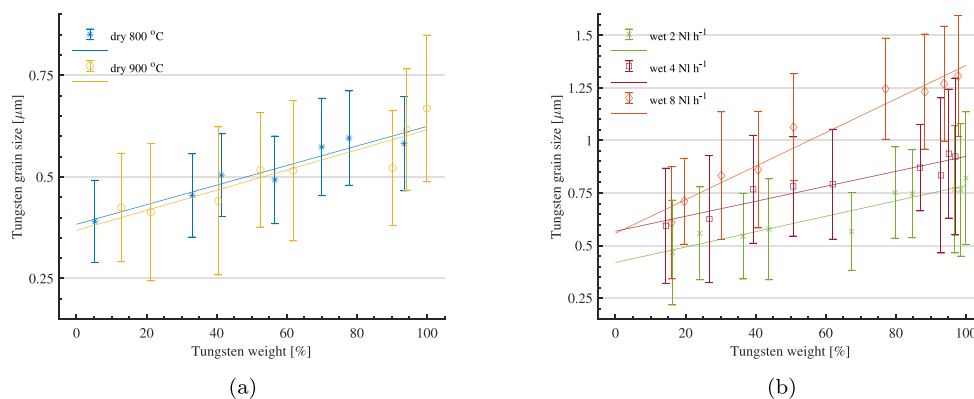 dry 800 °C
dry 900 °C
0.75
0.5
0.25
0 20 40 60 80 100
Tungsten grain size [μm]
Tungsten weight [%]
(a)
wet 2 Nl h-1
wet 4 Nl h-1
wet 8 Nl h-1
1.5
1.25
1
0.75
0.5
0.25
0 20 40 60 80 100
Tungsten grain size [μm]
Tungsten weight [%]
(b)